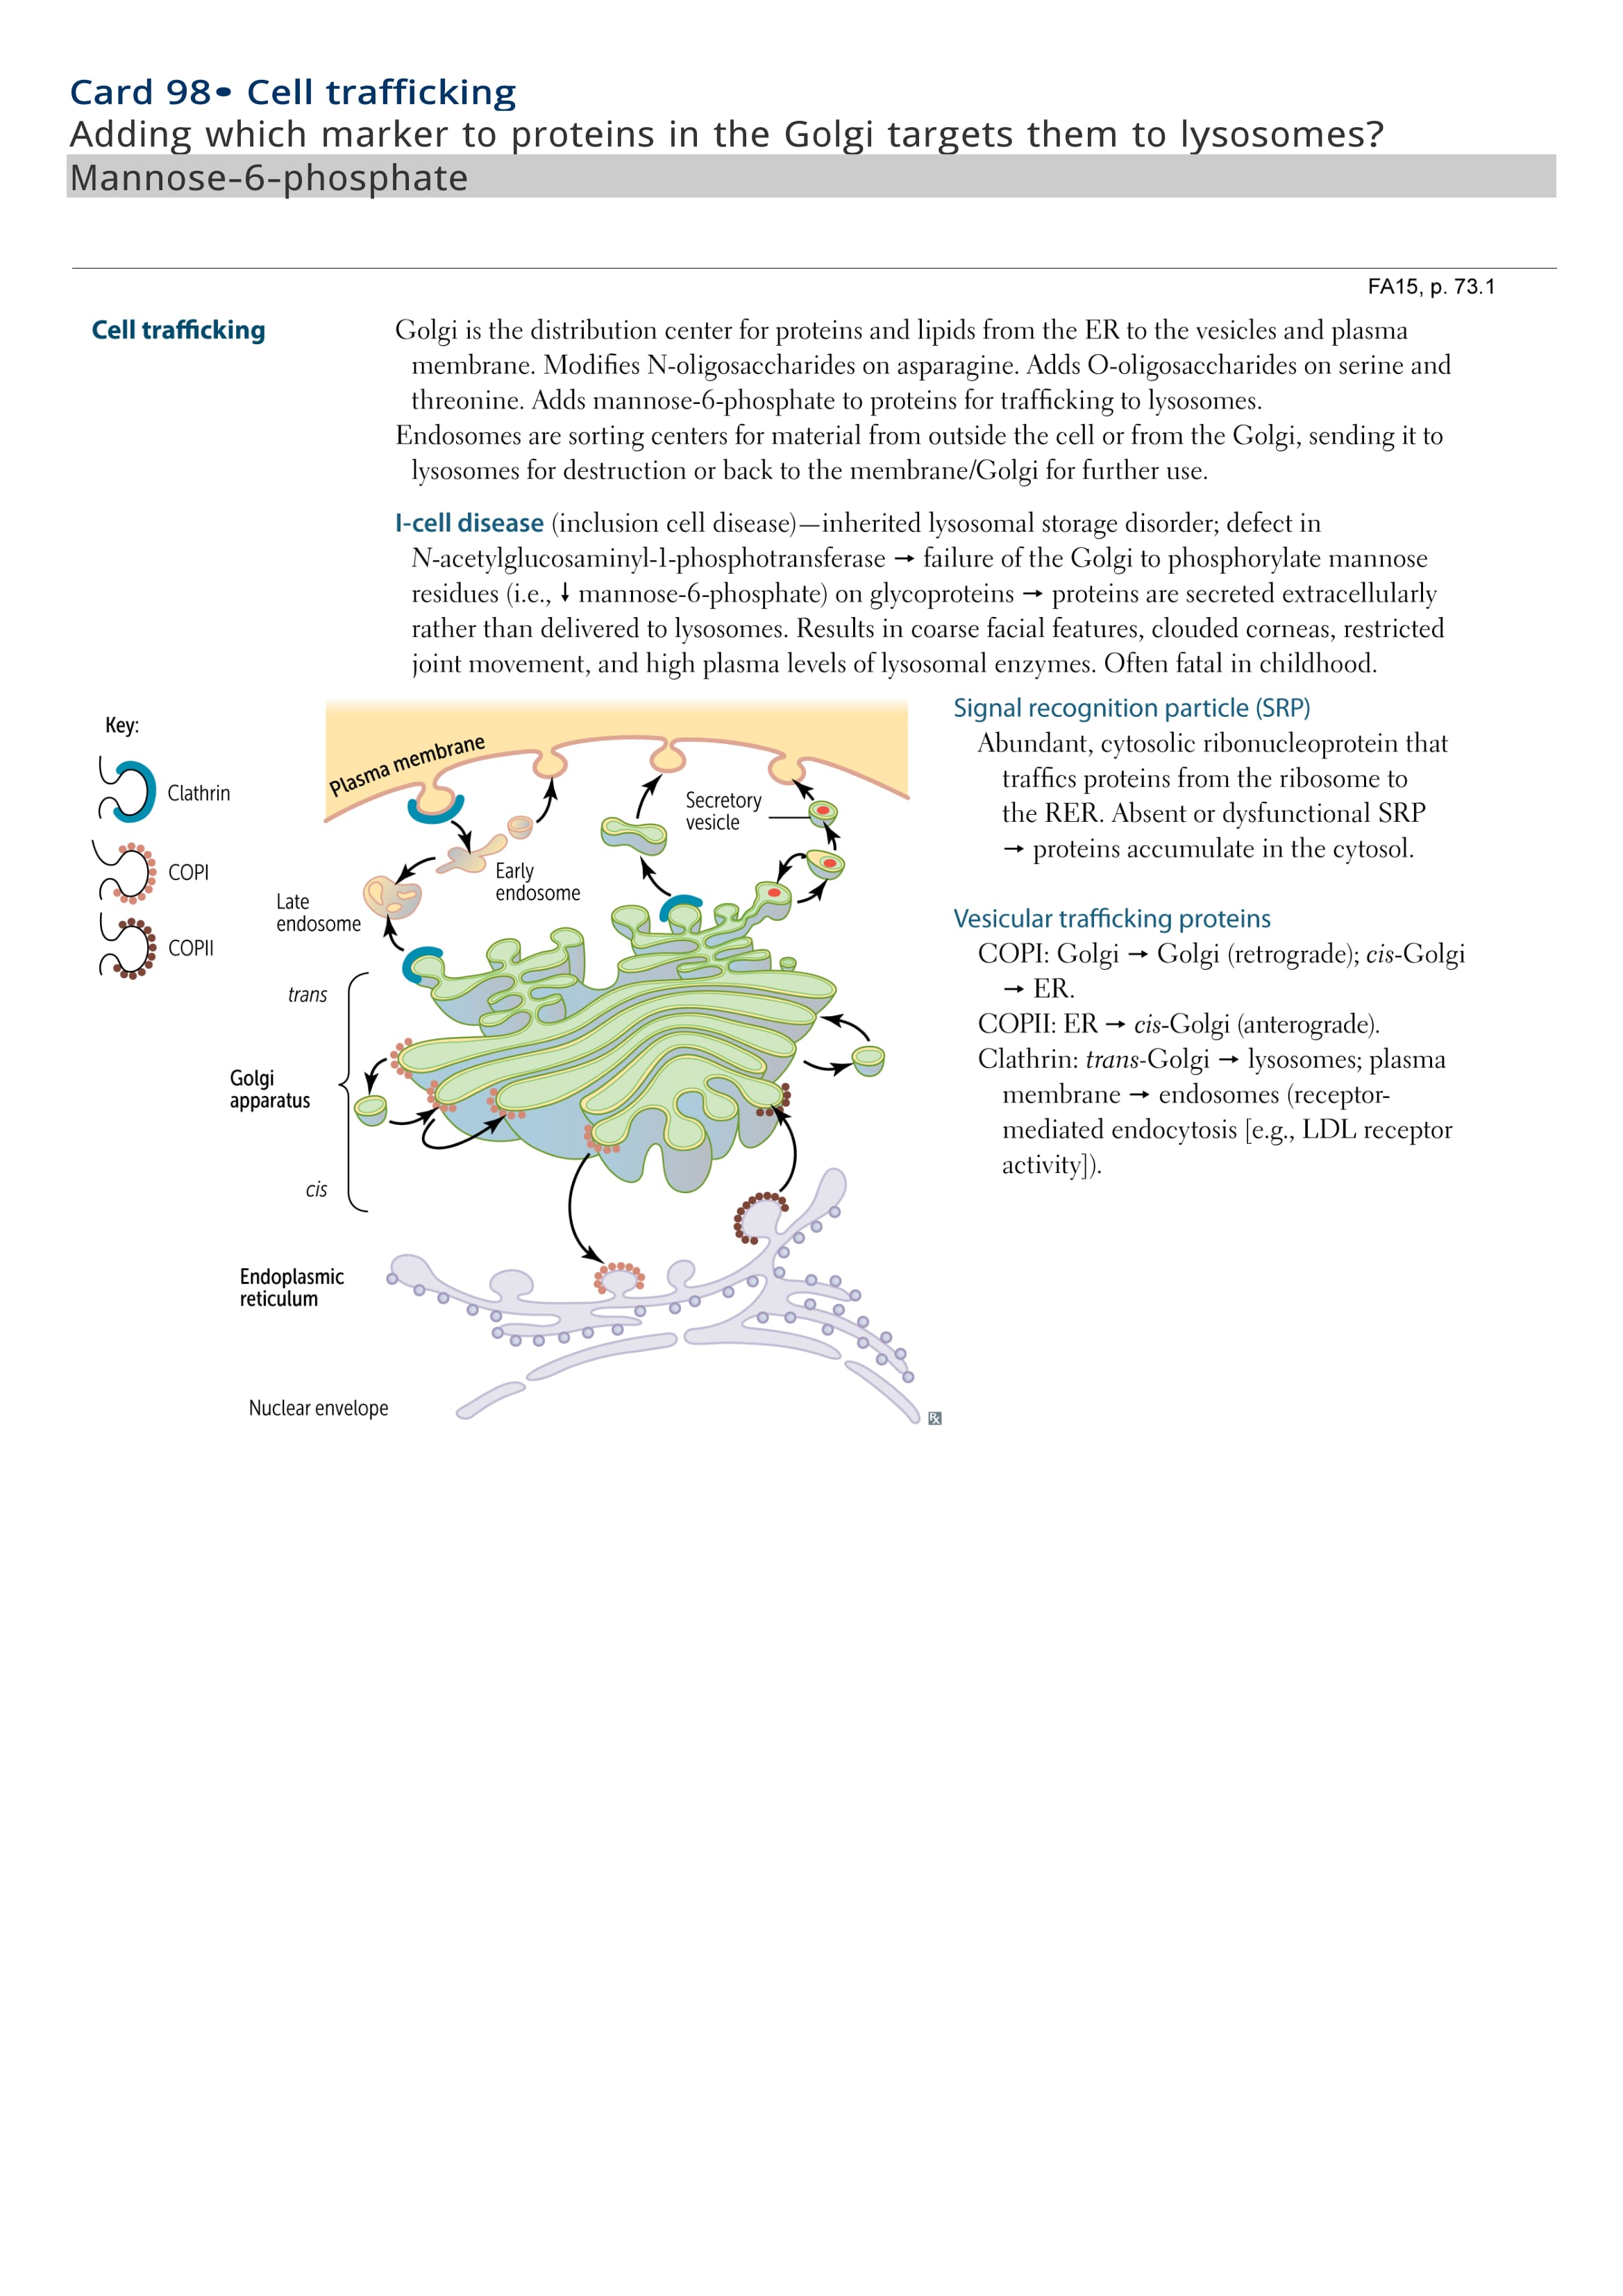 Card 98• Cell trafficking
Adding which marker to proteins in the Golgi targets them to lysosomes?
Mannose-6-phosphate
FA15, p. 73.1
Cell trafficking
Golgi is the distribution center for proteins and lipids from the ER to the vesicles and plasma
membrane. Modifies N-oligosaccharides on asparagine. Adds O-oligosaccharides on serine and
threonine. Adds mannose-6-phosphate to proteins for trafficking to lysosomes.
Endosomes are sorting centers for material from outside the cell or from the Golgi, sending it to
lysosomes for destruction or back to the membrane/Golgi for further use.
I-cell disease (inclusion cell disease)—inherited lysosomal storage disorder; defect in
N-acetylglucosaminyl-1-phosphotransferase → failure of the Golgi to phosphorylate mannose
residues (i.e., ↓ mannose-6-phosphate) on glycoproteins → proteins are secreted extracellularly
rather than delivered to lysosomes. Results in coarse facial features, clouded corneas, restricted
joint movement, and high plasma levels of lysosomal enzymes. Often fatal in childhood.
Key:
Clathrin
COPI
COPII
Plasma membrane
Secretory
vesicle
Early
endosome
Late
endosome
trans
Golgi
apparatus
cis
Endoplasmic
reticulum
Nuclear envelope
Rx
Signal recognition particle (SRP)
Abundant, cytosolic ribonucleoprotein that
traffics proteins from the ribosome to
the RER. Absent or dysfunctional SRP
→ proteins accumulate in the cytosol.
Vesicular trafficking proteins
COPI: Golgi → Golgi (retrograde); cis-Golgi
→ ER.
COPII: ER → cis-Golgi (anterograde).
Clathrin: trans-Golgi → lysosomes; plasma
membrane → endosomes (receptor-
mediated endocytosis [e.g., LDL receptor
activity]).